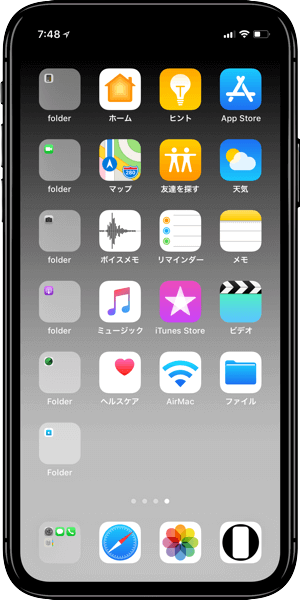 7:48
folder ホーム ヒント App Store
280
folder マップ 友達を探す 天気
folder ボイスメモ リマインダー メモ
folder ミュージック iTunes Store ビデオ
Folder ヘルスケア AirMac ファイル
Folder